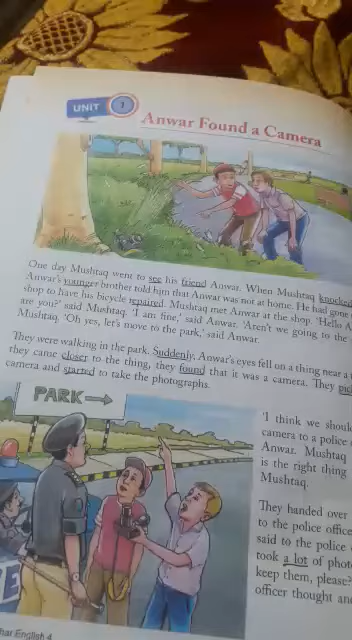 UNIT 1
Anwar Found a Camera
One day Mushtaq went to see his friend Anwar. When Mushtaq knocked
Anwar's younger brother told him that Anwar was not at home. He had gone
shop to have his bicycle repaired. Mushtaq met Anwar at the shop. 'Hello
are you?' said Mushtaq. 'I am fine,' said Anwar. 'Aren't we going to the
Mushtaq. 'Oh yes, let's move to the park,' said Anwar.
They were walking in the park. Suddenly, Anwar's eyes fell on a thing near a
they came closer to the thing, they found that it was a camera. They
camera and started to take the photographs.
PARK
'I think we shoul
camera to a police
Anwar. Mushtaq
is the right thing
Mushtaq.
They handed over
to the police office
said to the police
took a lot of phot
keep them, please?
officer thought an
English 4